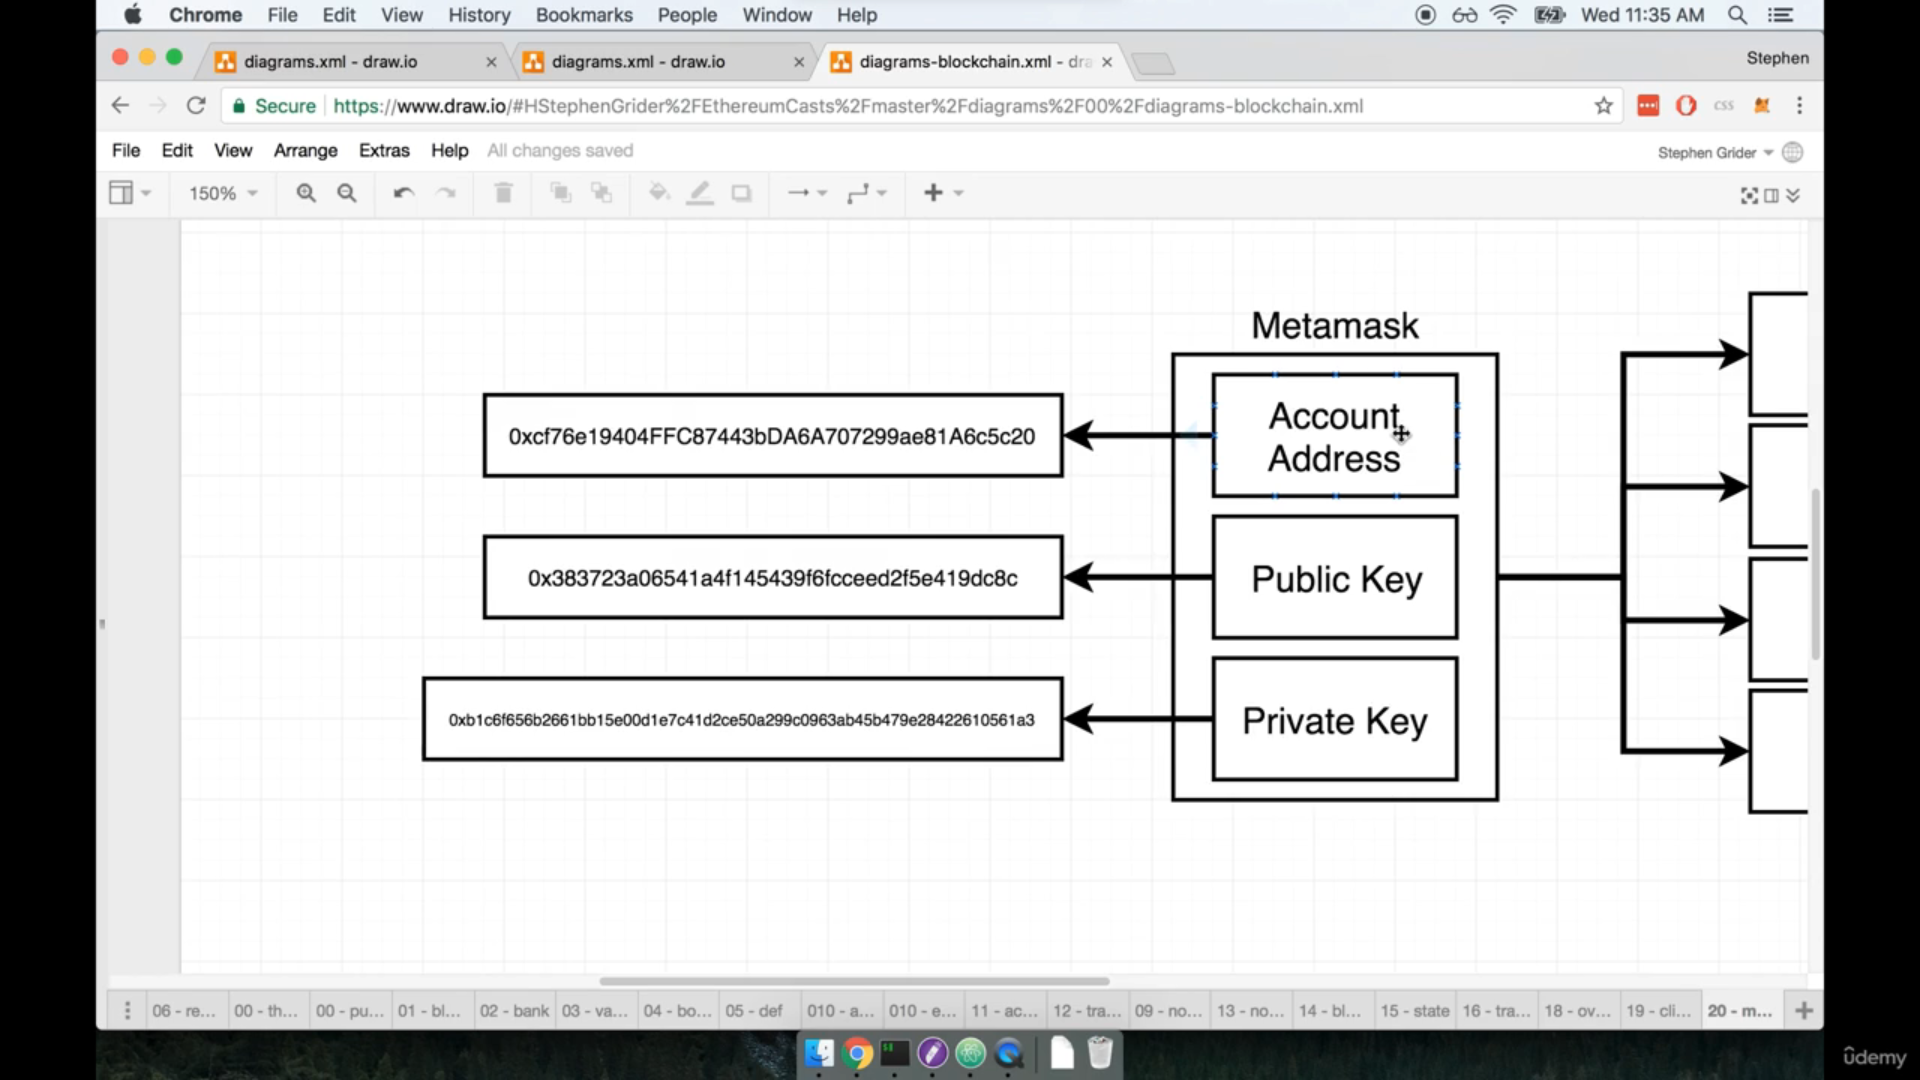 Chrome File Edit View History Bookmarks People Window Help Wed 11:35 AM
diagrams.xml - draw.io diagrams.xml - draw.io diagrams-blockchain.xml - dra Stephen
Secure https://www.draw.io/#HStephenGrider%2FEthereumCasts%2Fmaster%2Fdiagrams%2F00%2Fdiagrams-blockchain.xml CSS
File Edit View Arrange Extras Help All changes saved Stephen Grider
150%
Metamask
0xcf76e19404FFC87443bDA6A707299ae81A6c5c20
Account
Address
0x383723a06541a4f145439f6fcceed2f5e419dc8c
Public Key
0xb1c6f656b2661bb15e00d1e7c41d2ce50a299c0963ab45b479e28422610561a3
Private Key
06 - re... 00 - th... 00 - pu... 01 - bl... 02 - bank 03 - va... 04 - bo... 05 - def 010 - a... 010 - e... 11 - ac... 12 - tra... 09 - no... 13 - no... 14 - bl... 15 - state 16 - tra... 18 - ov... 19 - cli... 20 - m...
ûdemy